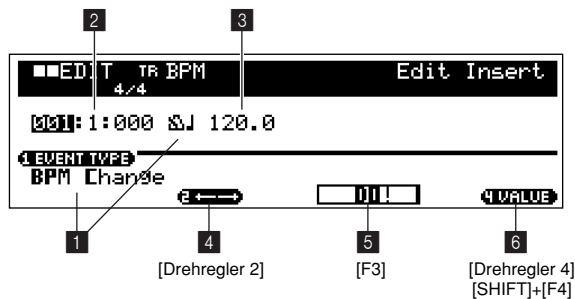 2 3
EDIT TR BPM Edit Insert
4/4
001:1:000 120.0
1 EVENT TYPE
BPM Change
2 DO! 4 VALUE
1 4 5 6
[Drehregler 2] [F3] [Drehregler 4]
[SHIFT]+[F4]